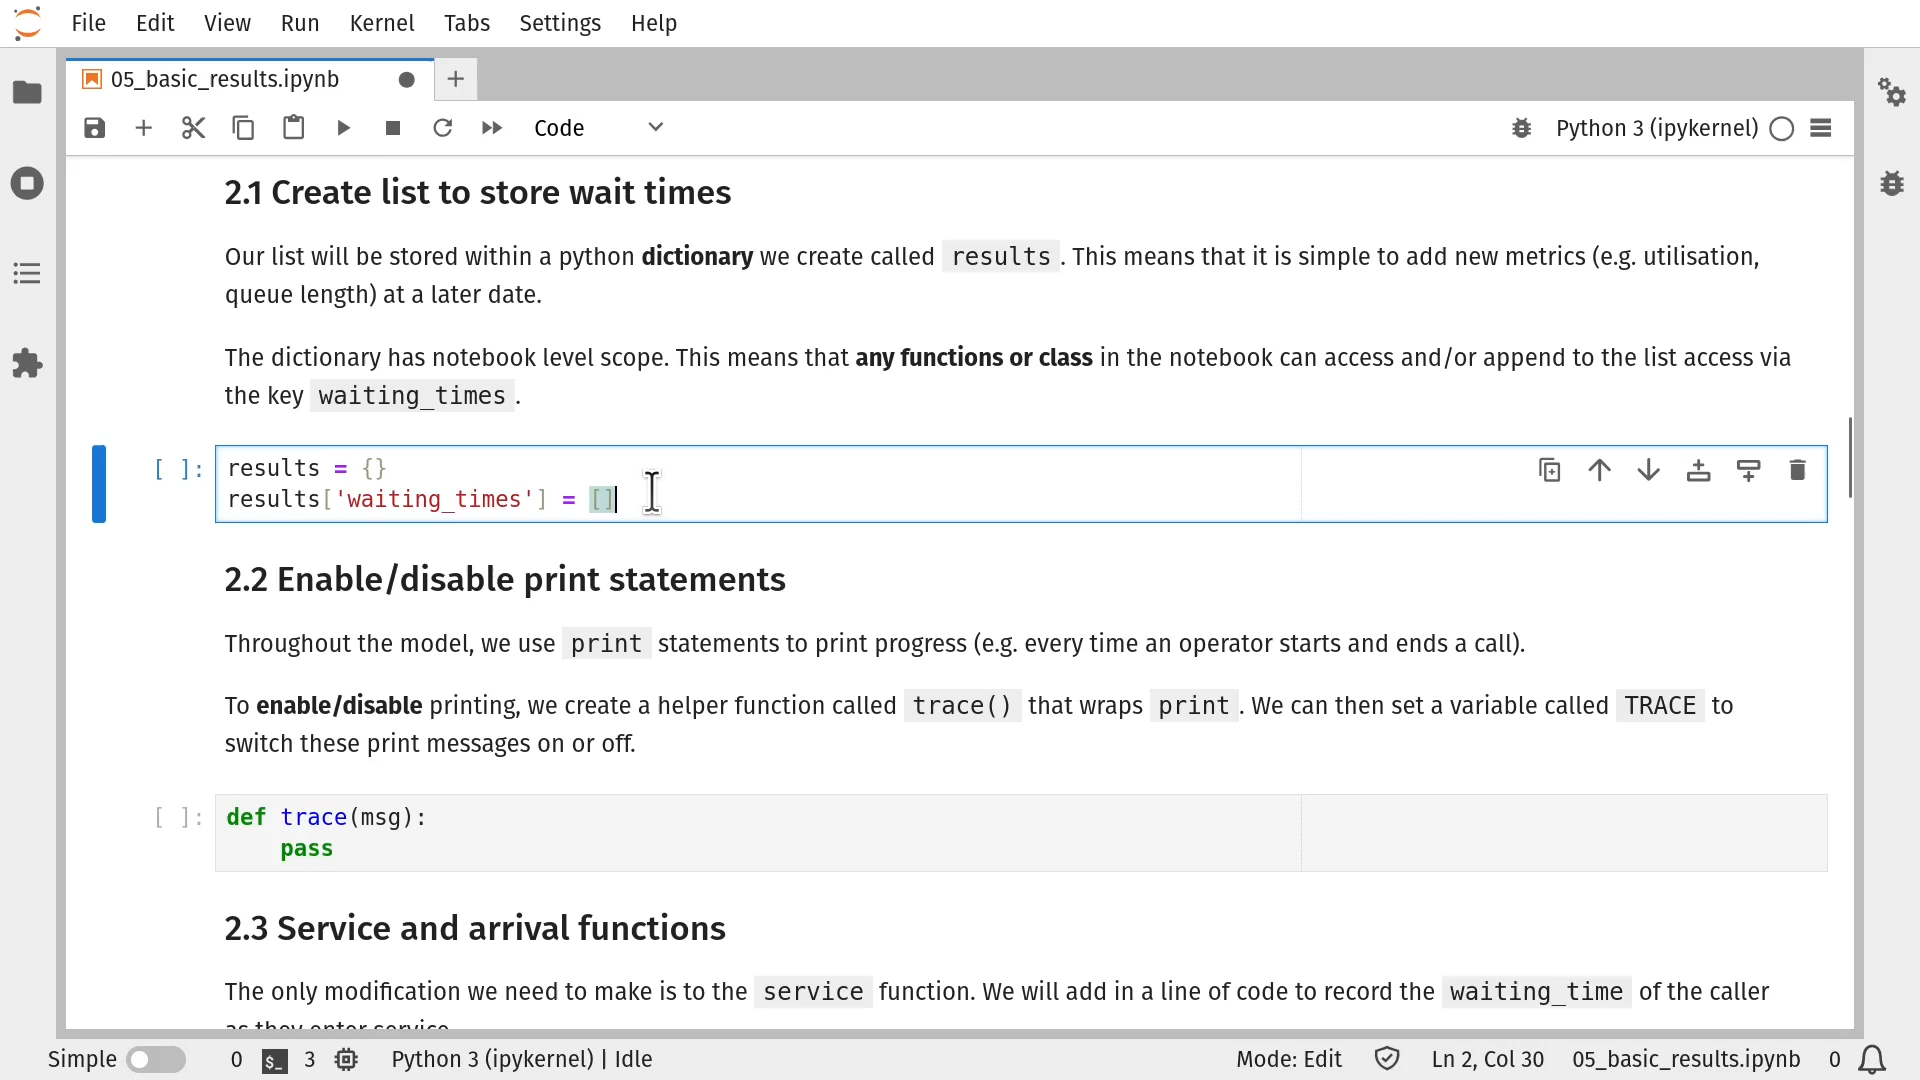 File Edit View Run Kernel Tabs Settings Help
05_basic_results.ipynb
Code
Python 3 (ipykernel)
2.1 Create list to store wait times
Our list will be stored within a python dictionary we create called results. This means that it is simple to add new metrics (e.g. utilisation,
queue length) at a later date.
The dictionary has notebook level scope. This means that any functions or class in the notebook can access and/or append to the list access via
the key waiting_times.
[ ]: results = {}
results['waiting_times'] = []
2.2 Enable/disable print statements
Throughout the model, we use print statements to print progress (e.g. every time an operator starts and ends a call).
To enable/disable printing, we create a helper function called trace() that wraps print. We can then set a variable called TRACE to
switch these print messages on or off.
[ ]: def trace(msg):
pass
2.3 Service and arrival functions
The only modification we need to make is to the service function. We will add in a line of code to record the waiting_time of the caller
as they enter service.
Simple 0 $_ 3 Python 3 (ipykernel) | Idle Mode: Edit Ln 2, Col 30 05_basic_results.ipynb 0